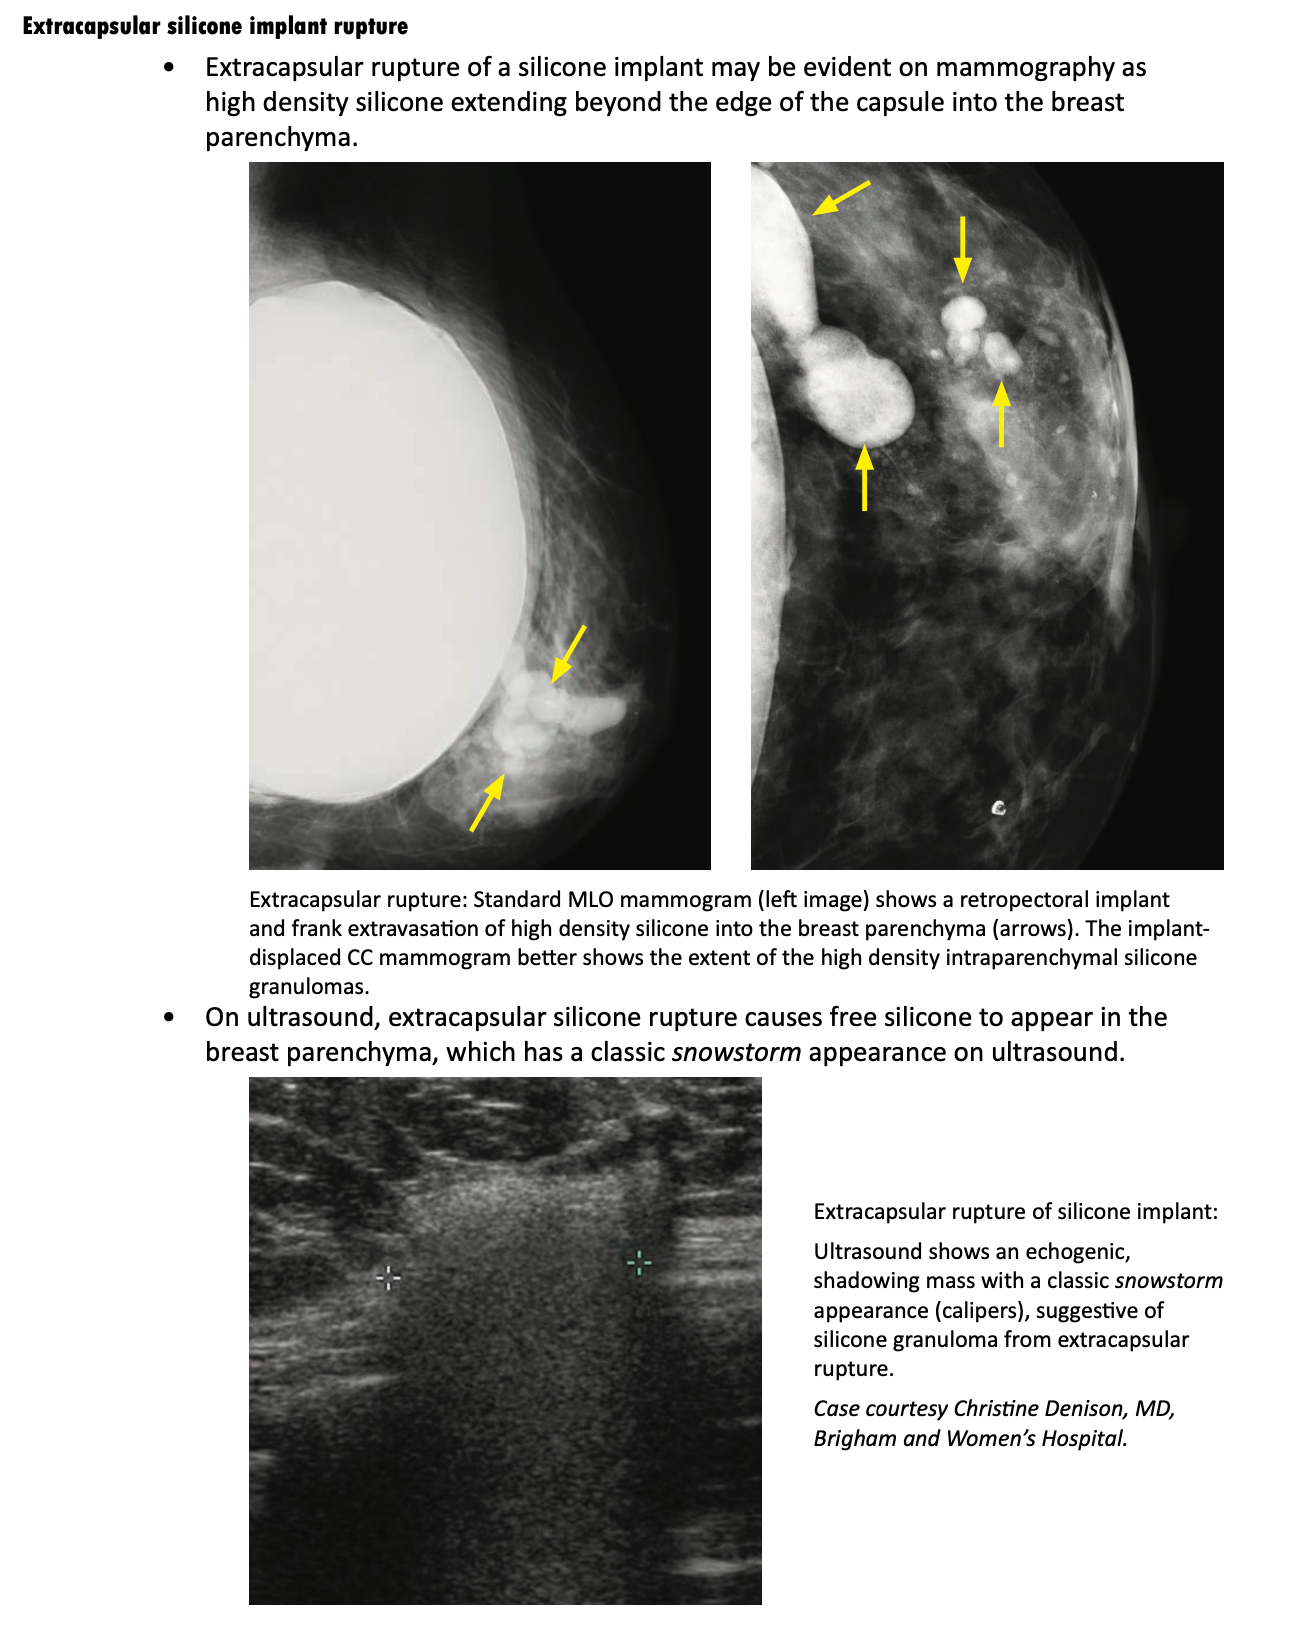 Extracapsular silicone implant rupture
• Extracapsular rupture of a silicone implant may be evident on mammography as
high density silicone extending beyond the edge of the capsule into the breast
parenchyma.
Extracapsular rupture: Standard MLO mammogram (left image) shows a retropectoral implant
and frank extravasation of high density silicone into the breast parenchyma (arrows). The implant-
displaced CC mammogram better shows the extent of the high density intraparenchymal silicone
granulomas.
• On ultrasound, extracapsular silicone rupture causes free silicone to appear in the
breast parenchyma, which has a classic snowstorm appearance on ultrasound.
Extracapsular rupture of silicone implant:
Ultrasound shows an echogenic,
shadowing mass with a classic snowstorm
appearance (calipers), suggestive of
silicone granuloma from extracapsular
rupture.
Case courtesy Christine Denison, MD,
Brigham and Women’s Hospital.